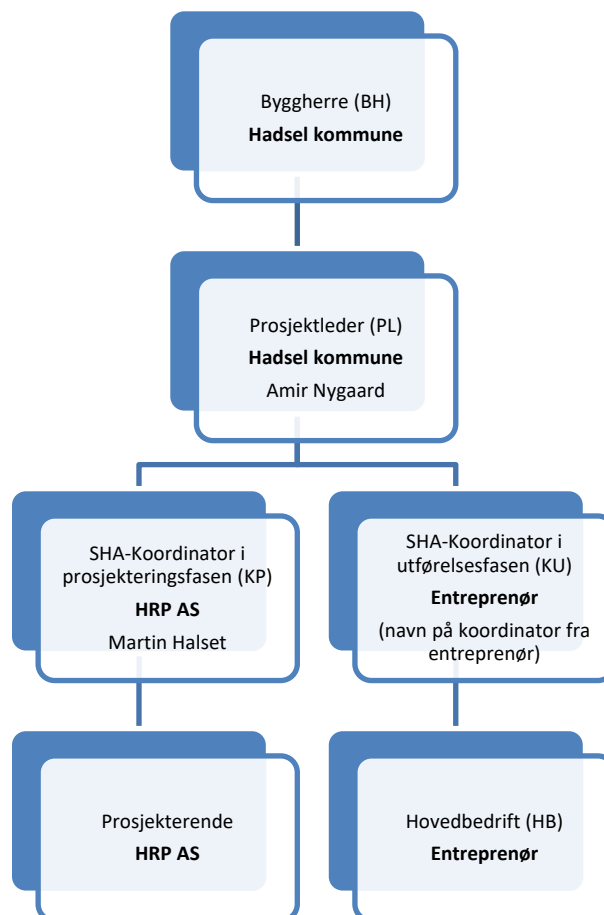 Byggherre (BH)
Hadsel kommune
Prosjektleder (PL)
Hadsel kommune
Amir Nygaard
SHA-Koordinator i
prosjekteringsfasen (KP)
HRP AS
Martin Halset
SHA-Koordinator i
utførelsesfasen (KU)
Entreprenør
(navn på koordinator fra
entreprenør)
Prosjekterende
HRP AS
Hovedbedrift (HB)
Entreprenør